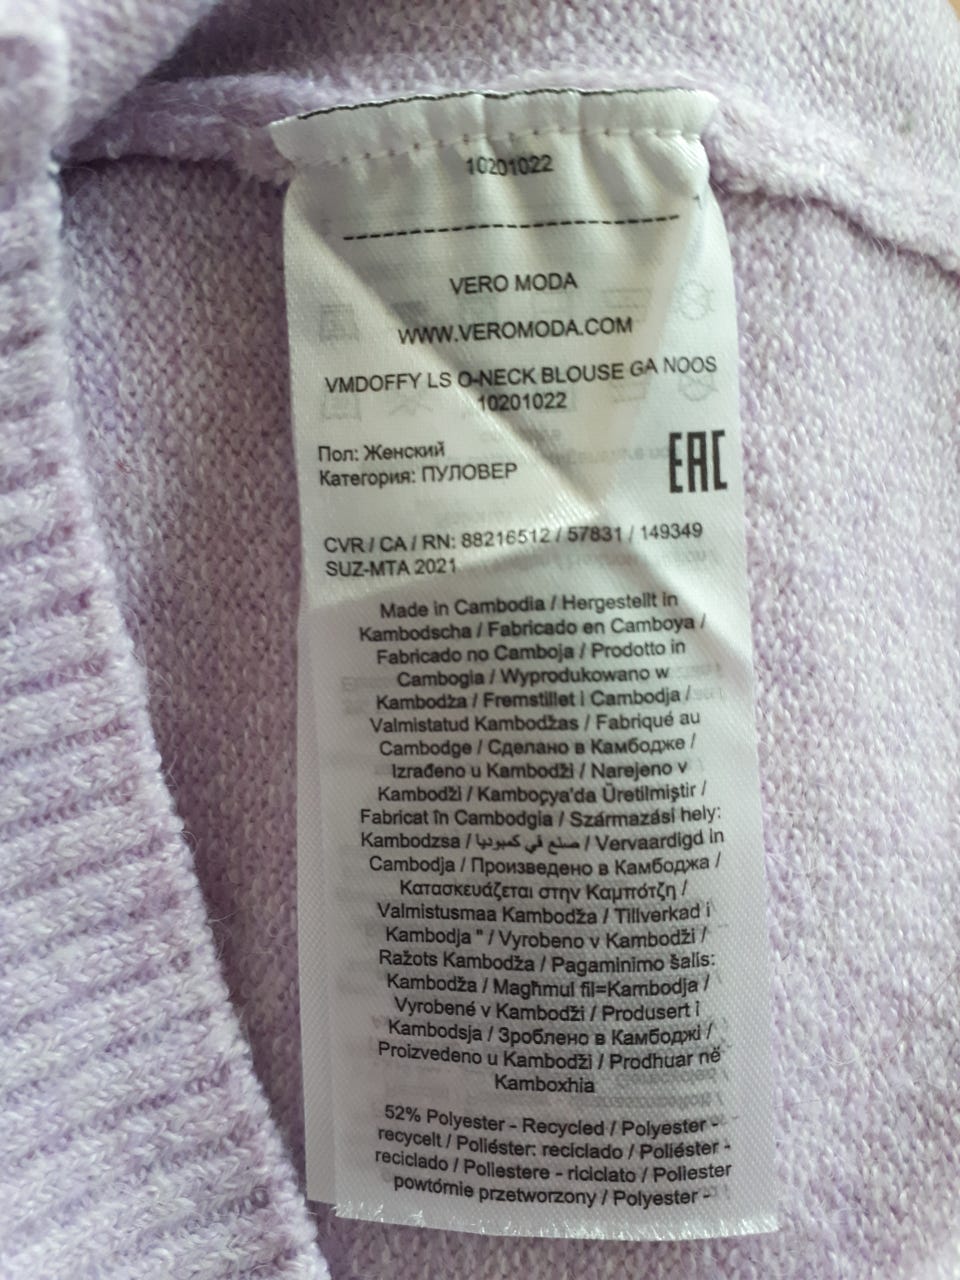 10201022
VERO MODA
WWW.VEROMODA.COM
VMDOFFY LS O-NECK BLOUSE GA NOOS
10201022
Пол: Женский
Категория: ПУЛОВЕР
EAC
CVR / CA / RN: 88216512 / 57831 / 149349
SUZ-MTA 2021
Made in Cambodia / Hergestellt in
Kambodscha / Fabricado en Camboya /
Fabricado no Camboja / Prodotto in
Cambogia / Wyprodukowano w
Kambodża / Fremstillet i Cambodja /
Valmistatud Kambodžas / Fabriqué au
Cambodge / Сделано в Камбодже /
Izrađeno u Kambodži / Narejeno v
Kambodži / Kamboçya'da Üretilmiştir /
Fabricat în Cambodgia / Származási hely:
Kambodzsa / صنع في كمبوديا / Vervaardigd in
Cambodja / Произведено в Камбоджа /
Κατασκευάζεται στην Καμπότζη /
Valmistusmaa Kambodža / Tillverkad i
Kambodja " / Vyrobeno v Kambodži /
Ražots Kambodža / Pagaminimo šalis:
Kambodža / Magħmul fil=Kambodja /
Vyrobené v Kambodži / Produsert i
Kambodsja / Зроблено в Камбоджі /
Proizvedeno u Kambodži / Prodhuar në
Kamboxhia
52% Polyester - Recycled / Polyester -
recycelt / Poliéster: reciclado / Poliéster -
reciclado / Poliestere - riciclato / Poliester
powtórnie przetworzony / Polyester -